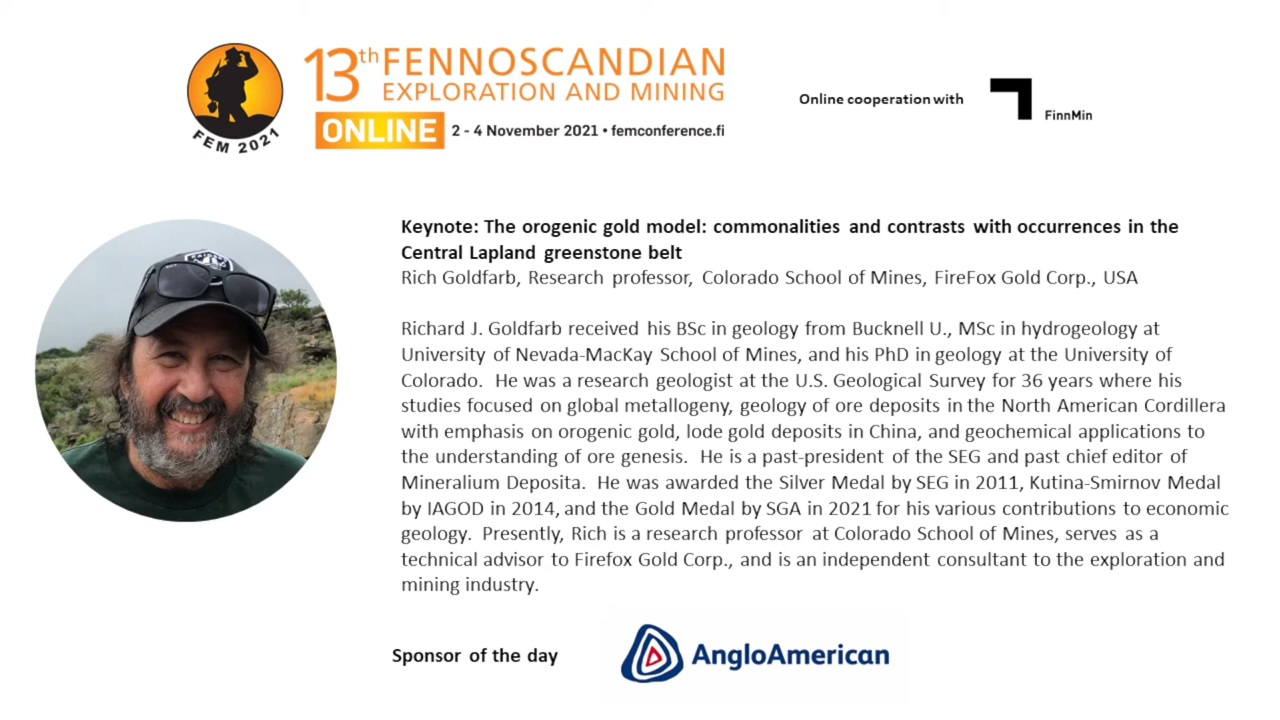 13th FENNOSCANDIAN
EXPLORATION AND MINING
ONLINE 2 - 4 November 2021 • femconference.fi
FEM 2021
Online cooperation with
FinnMin
Keynote: The orogenic gold model: commonalities and contrasts with occurrences in the
Central Lapland greenstone belt
Rich Goldfarb, Research professor, Colorado School of Mines, FireFox Gold Corp., USA
Richard J. Goldfarb received his BSc in geology from Bucknell U., MSc in hydrogeology at
University of Nevada-MacKay School of Mines, and his PhD in geology at the University of
Colorado. He was a research geologist at the U.S. Geological Survey for 36 years where his
studies focused on global metallogeny, geology of ore deposits in the North American Cordillera
with emphasis on orogenic gold, lode gold deposits in China, and geochemical applications to
the understanding of ore genesis. He is a past-president of the SEG and past chief editor of
Mineralium Deposita. He was awarded the Silver Medal by SEG in 2011, Kutina-Smirnov Medal
by IAGOD in 2014, and the Gold Medal by SGA in 2021 for his various contributions to economic
geology. Presently, Rich is a research professor at Colorado School of Mines, serves as a
technical advisor to Firefox Gold Corp., and is an independent consultant to the exploration and
mining industry.
Sponsor of the day
AngloAmerican